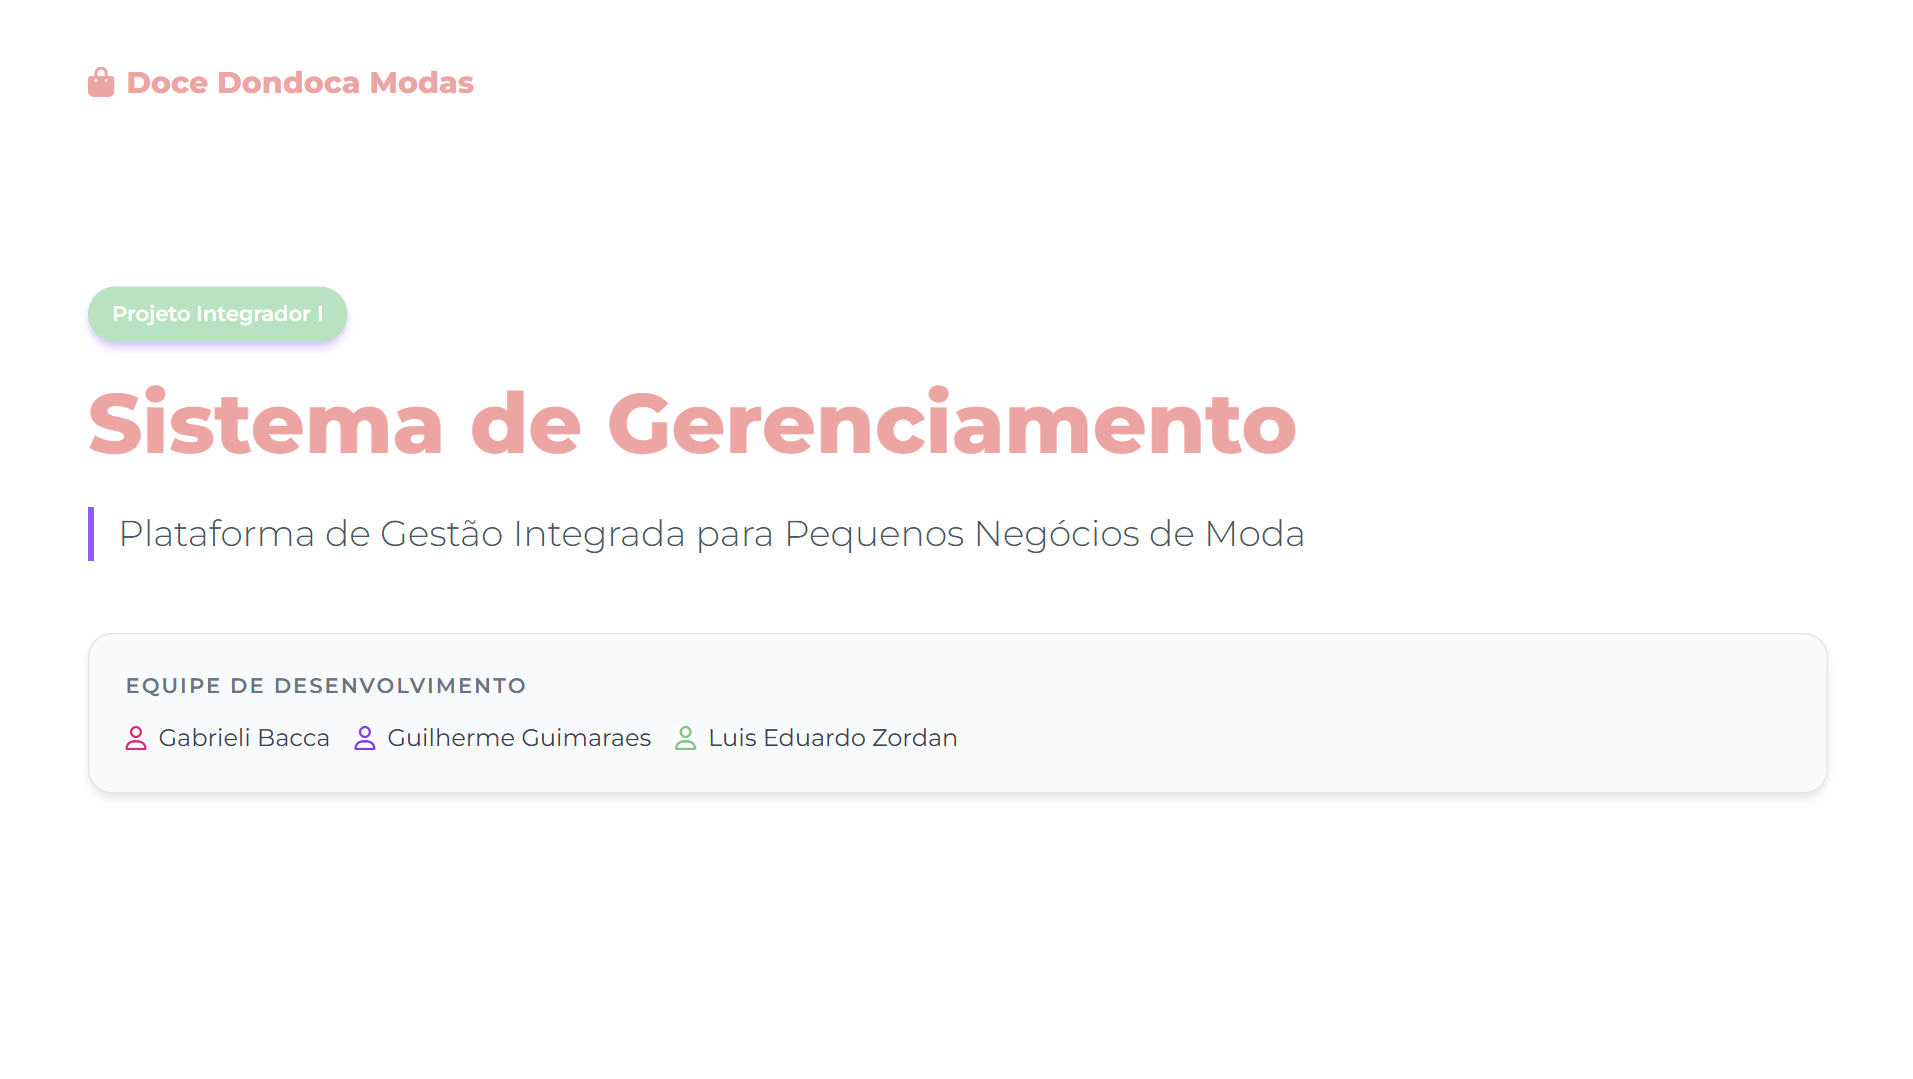 Doce Dondoca Modas
Projeto Integrador I
Sistema de Gerenciamento
Plataforma de Gestão Integrada para Pequenos Negócios de Moda
EQUIPE DE DESENVOLVIMENTO
Gabrieli Bacca Guilherme Guimaraes Luis Eduardo Zordan